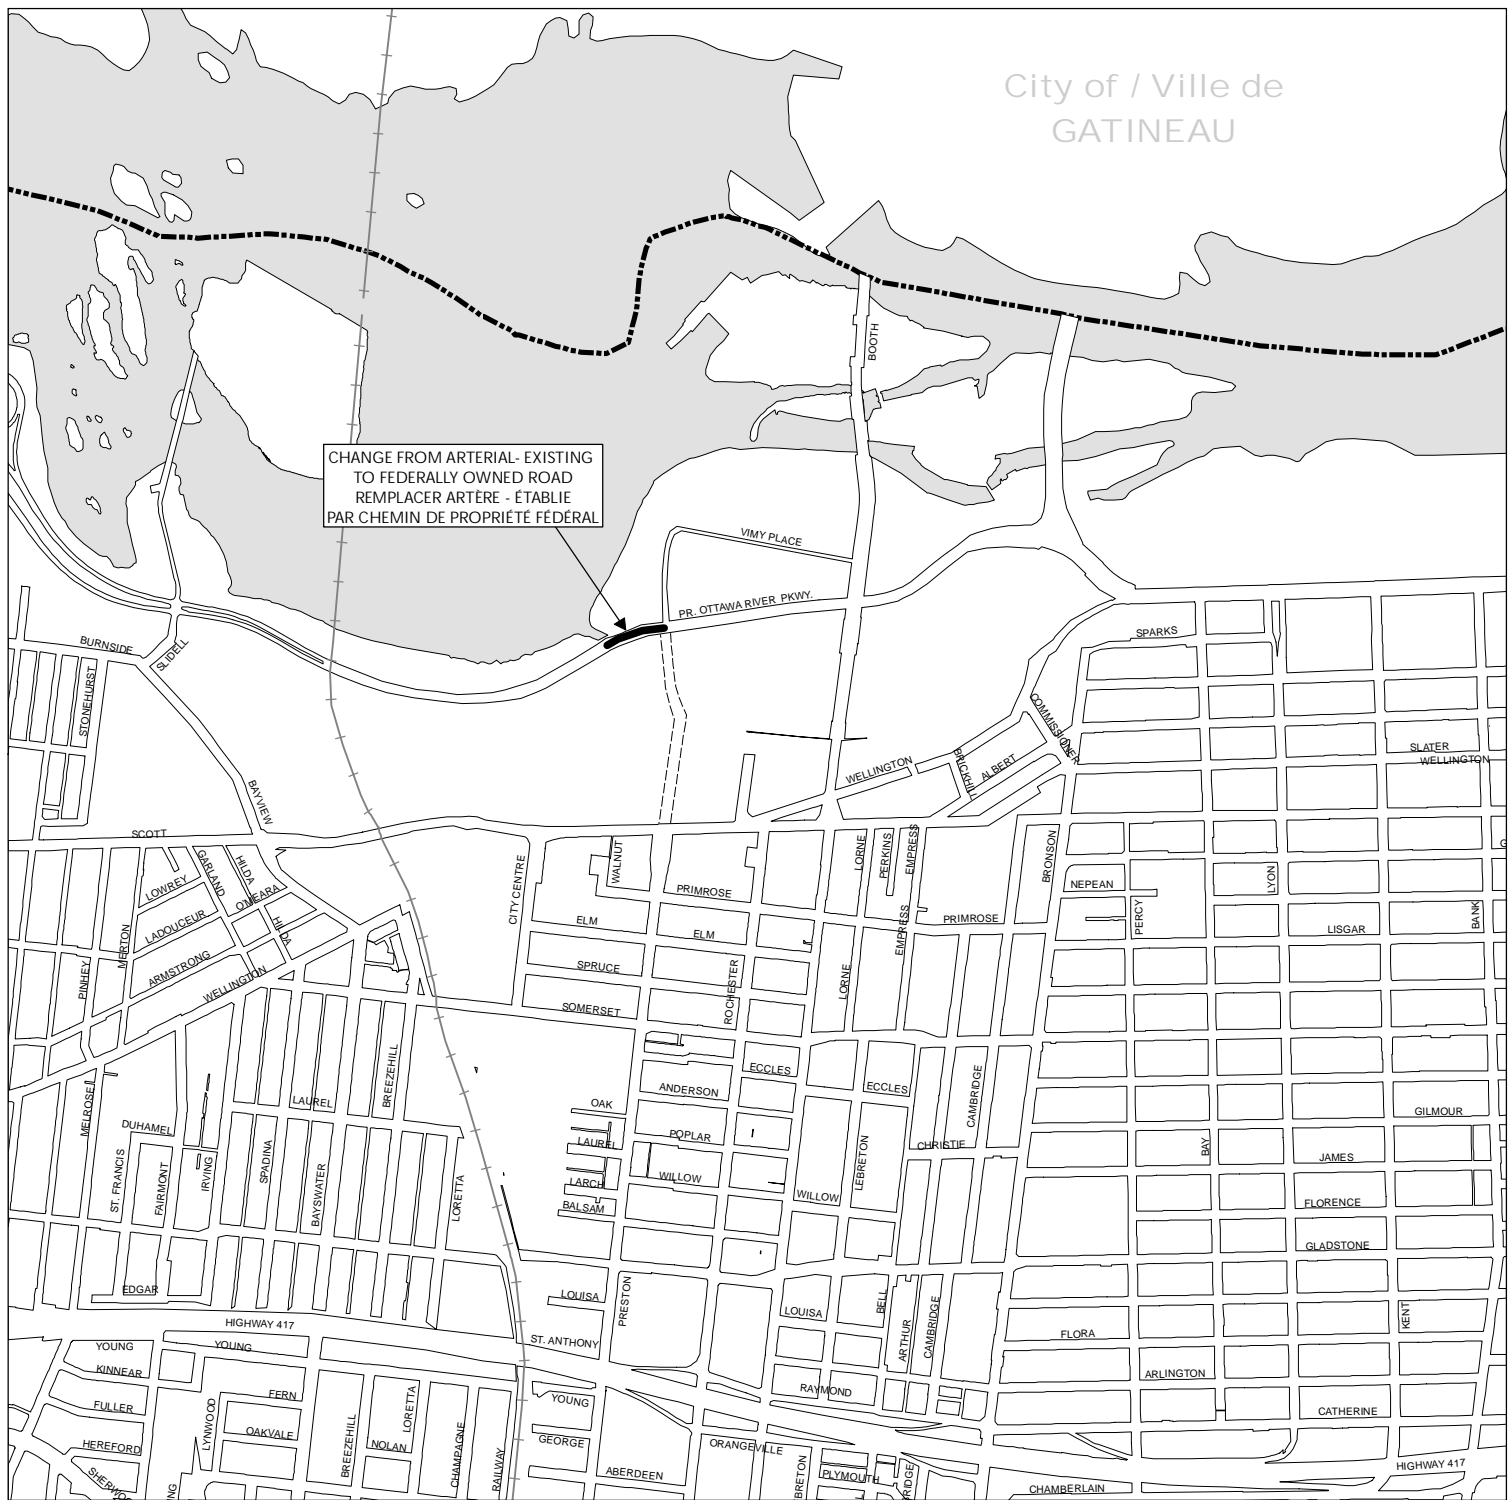 City of / Ville de
GATINEAU
BOOTH
CHANGE FROM ARTERIAL- EXISTING
TO FEDERALLY OWNED ROAD
REMPLACER ARTÈRE - ÉTABLIE
PAR CHEMIN DE PROPRIÉTÉ FÉDÉRAL
VIMY PLACE
PR. OTTAWA RIVER PKWY.
BURNSIDE
SLIDELL
STONEHURST
SPARKS
COMMISSIONER
SLATER
WELLINGTON
WELLINGTON
BRICKHILL
ALBERT
BAYVIEW
SCOTT
LOWREY
GARLAND
HILDA
O'MEARA
HILDA
LADOUCEUR
MERTON
PINHEY
ARMSTRONG
WELLINGTON
CITY CENTRE
WALNUT
PRIMROSE
ELM
ELM
SPRUCE
SOMERSET
ROCHESTER
LORNE
PERKINS
EMPRESS
EMPRESS
LORNE
PRIMROSE
BRONSON
NEPEAN
PERCY
LYON
LISGAR
BANK
MELROSE
DUHAMEL
ST. FRANCIS
FAIRMONT
IRVING
SPADINA
LAUREL
BAYSWATER
BREEZEHILL
LORETTA
EDGAR
OAK
LAUREL
LARCH
BALSAM
ANDERSON
POPLAR
WILLOW
ECCLES
ECCLES
WILLOW
LEBRETON
CHRISTIE
CAMBRIDGE
BAY
GILMOUR
JAMES
FLORENCE
GLADSTONE
KENT
LOUISA
PRESTON
LOUISA
BELL
ARTHUR
CAMBRIDGE
FLORA
ARLINGTON
CATHERINE
HIGHWAY 417
ST. ANTHONY
YOUNG
YOUNG
KINNEAR
FULLER
HEREFORD
LYNWOOD
FERN
OAKVALE
BREEZEHILL
LORETTA
NOLAN
CHAMPAGNE
RAILWAY
YOUNG
GEORGE
ABERDEEN
RAYMOND
ORANGEVILLE
PLYMOUTH
CHAMBERLAIN
HIGHWAY 417